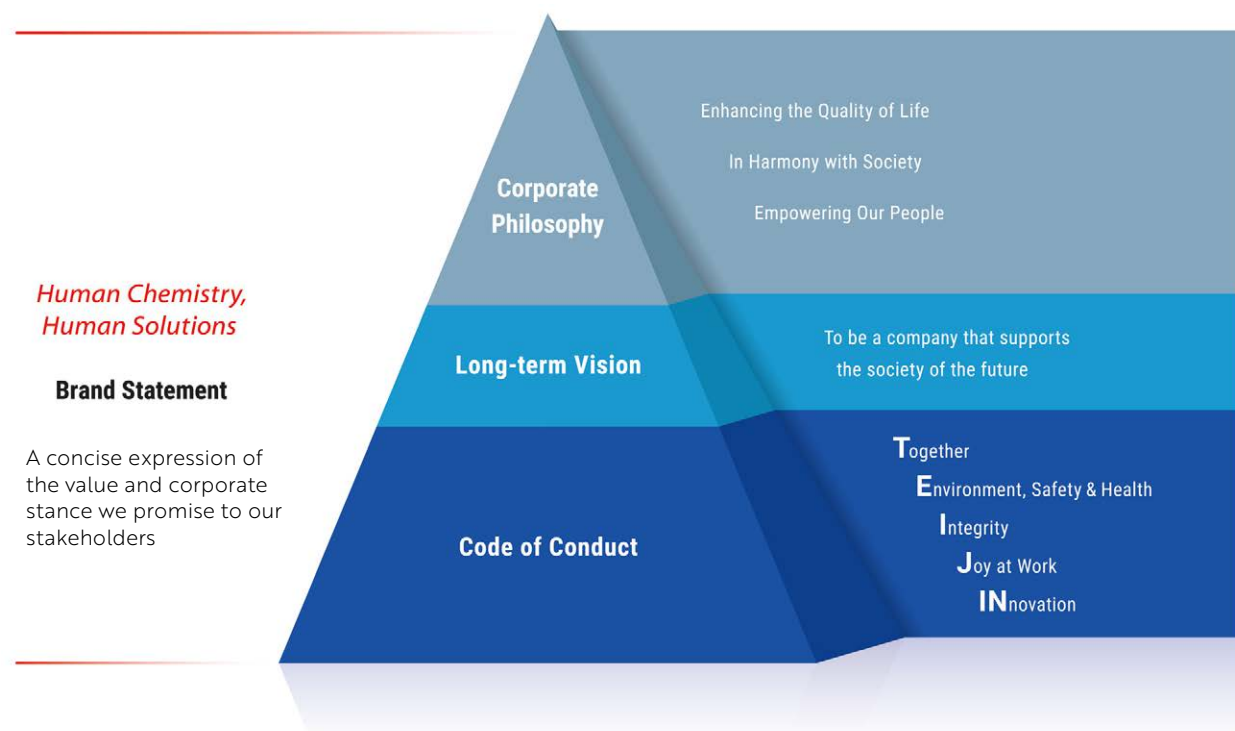 Human Chemistry,
Human Solutions
Brand Statement
A concise expression of
the value and corporate
stance we promise to our
stakeholders
Corporate
Philosophy
Enhancing the Quality of Life
In Harmony with Society
Empowering Our People
Long-term Vision
To be a company that supports
the society of the future
Code of Conduct
Together
Environment, Safety & Health
Integrity
Joy at Work
INnovation